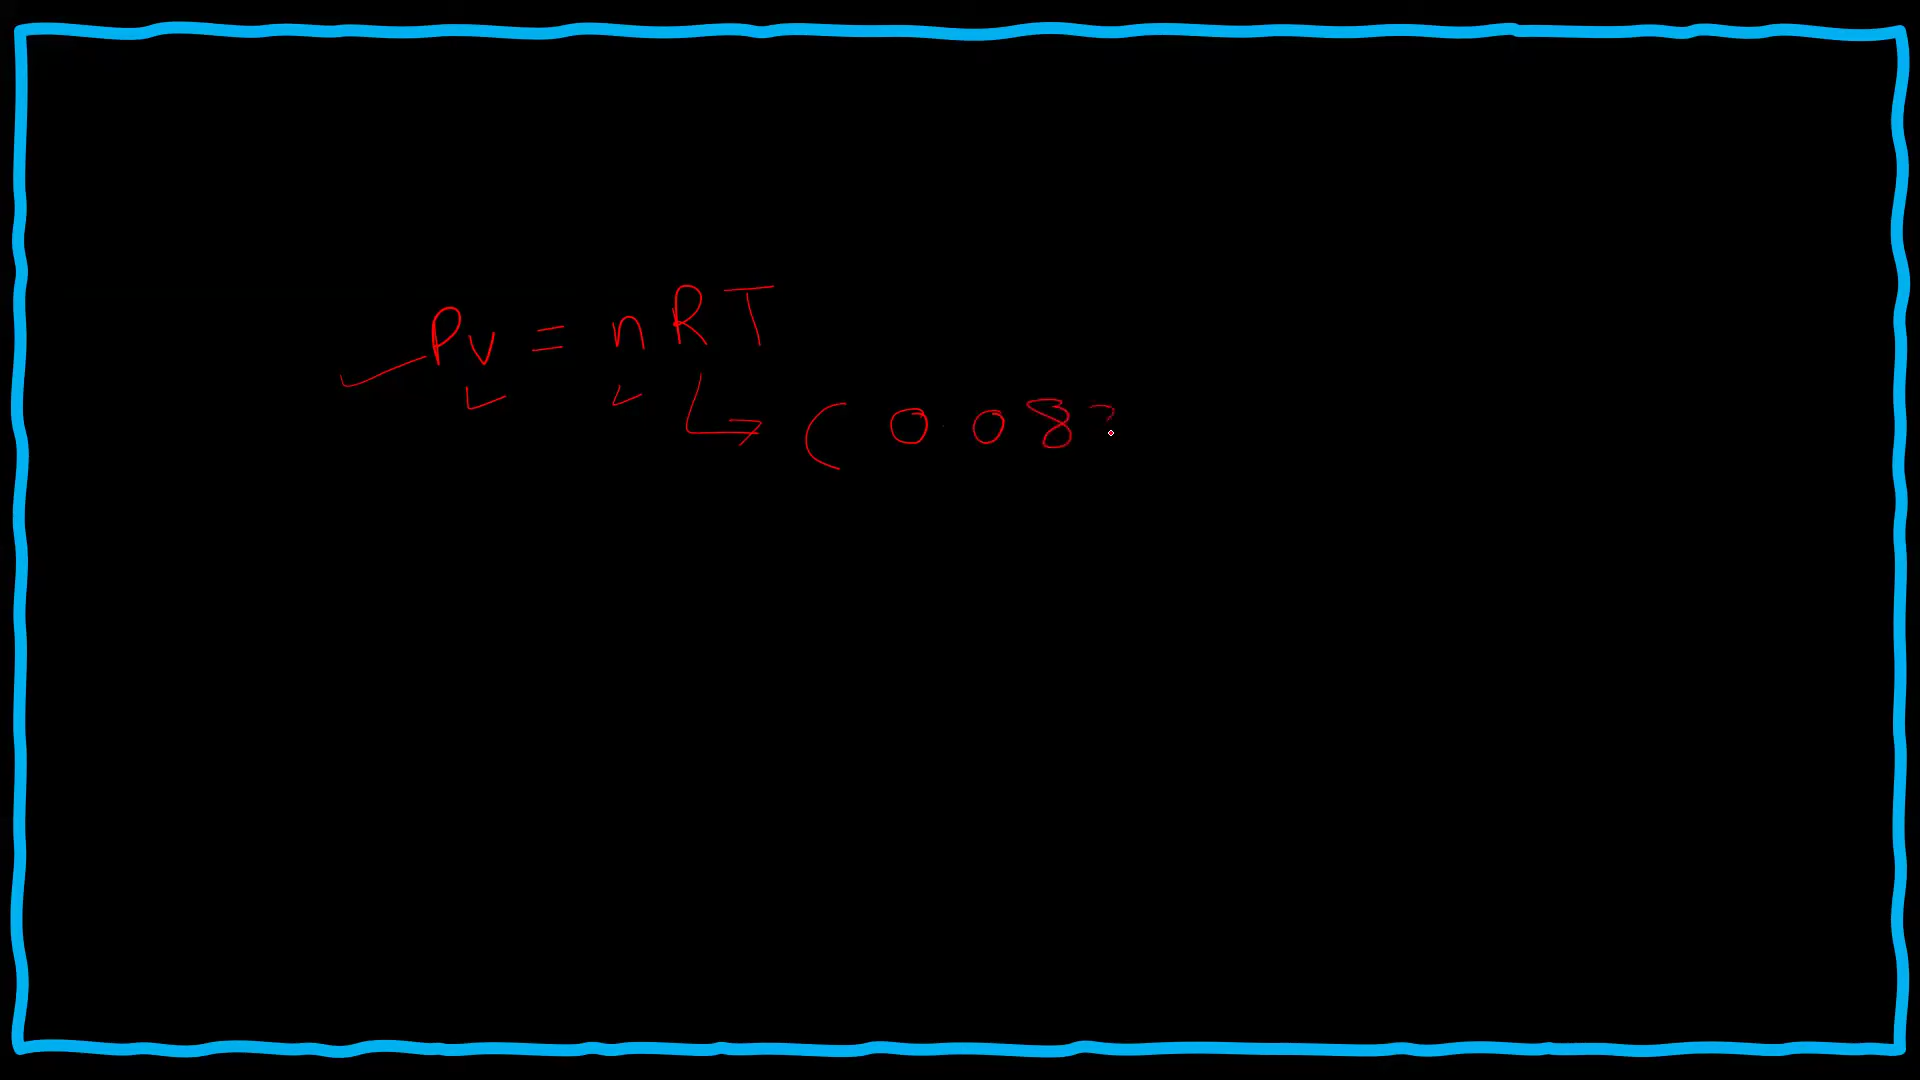 PV = nRT
(0.08